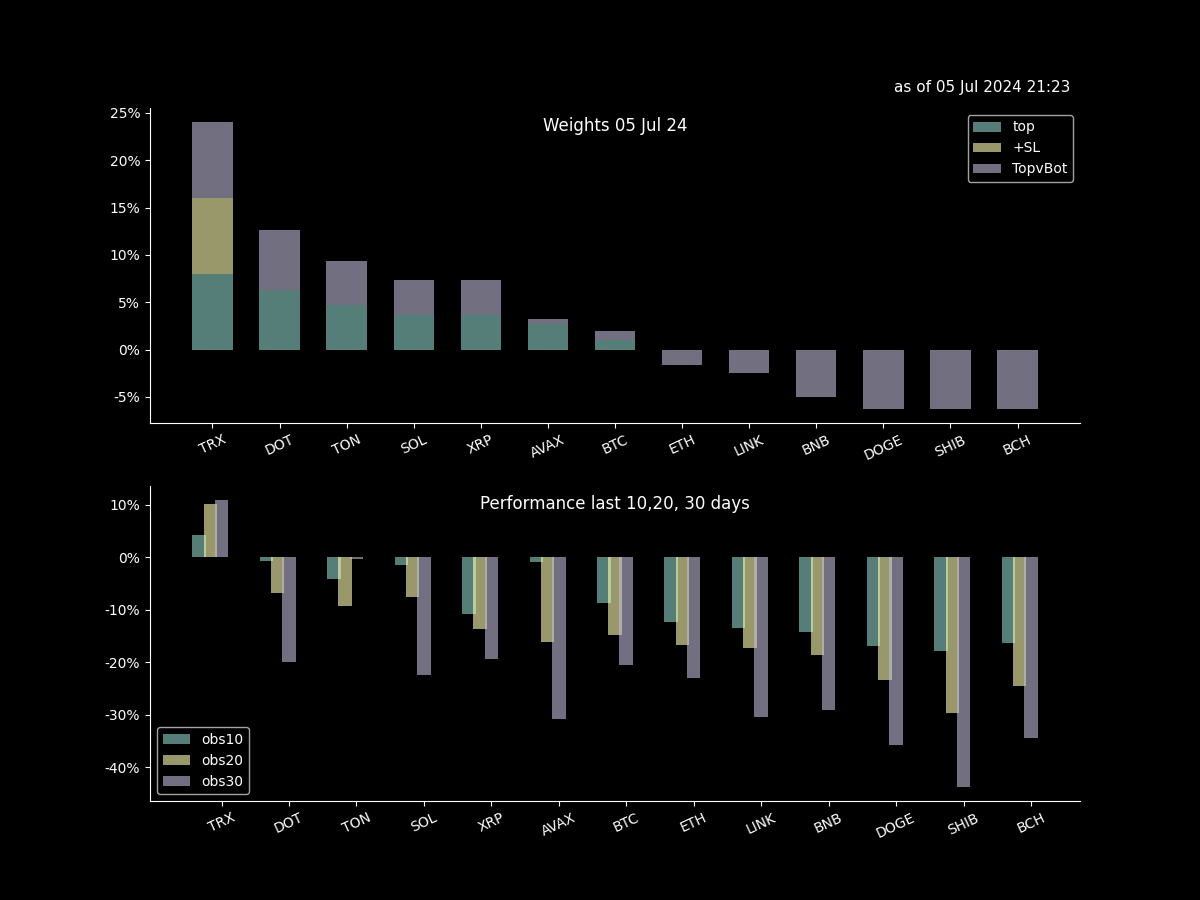 as of 05 Jul 2024 21:23
Weights 05 Jul 24
25%
20%
15%
10%
5%
0%
-5%
top
+SL
TopvBot
TRX DOT TON SOL XRP AVAX BTC ETH LINK BNB DOGE SHIB BCH
Performance last 10,20, 30 days
10%
0%
-10%
-20%
-30%
-40%
obs10
obs20
obs30
TRX DOT TON SOL XRP AVAX BTC ETH LINK BNB DOGE SHIB BCH